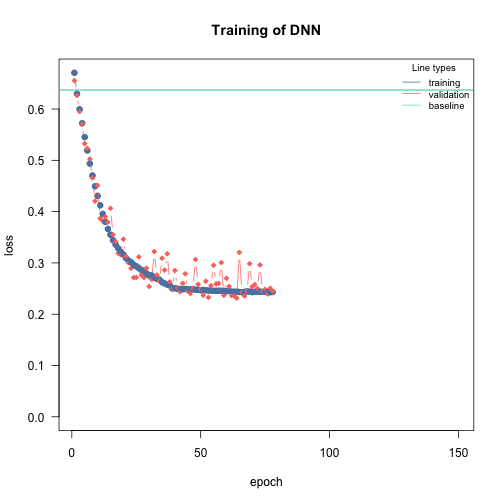 Training of DNN
Line types
training
validation
baseline
0.6
0.5
0.4
0.3
0.2
0.1
0.0
loss
0
50
100
150
epoch